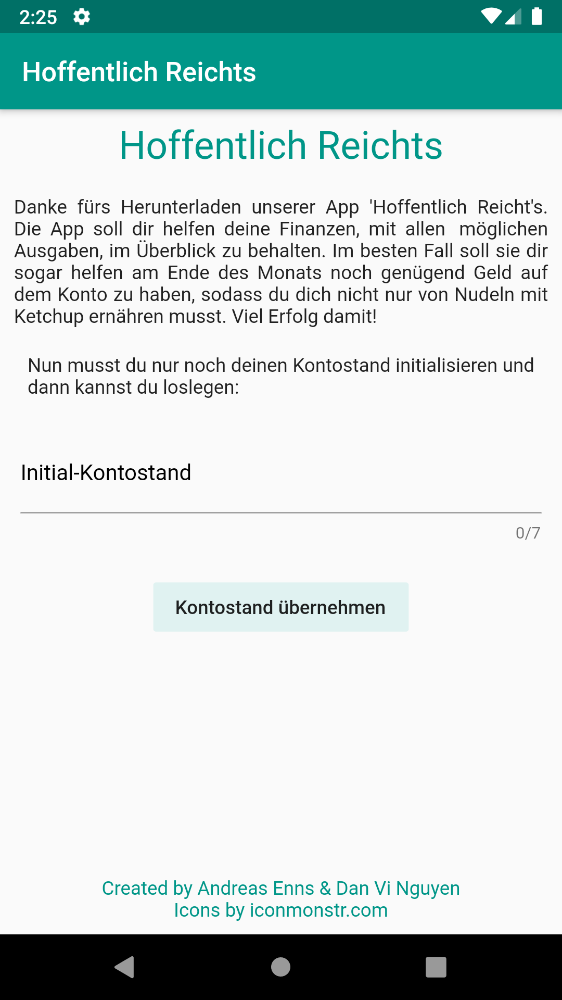 2:25
Hoffentlich Reichts
Hoffentlich Reichts
Danke fürs Herunterladen unserer App 'Hoffentlich Reicht's.
Die App soll dir helfen deine Finanzen, mit allen möglichen
Ausgaben, im Überblick zu behalten. Im besten Fall soll sie dir
sogar helfen am Ende des Monats noch genügend Geld auf
dem Konto zu haben, sodass du dich nicht nur von Nudeln mit
Ketchup ernähren musst. Viel Erfolg damit!
Nun musst du nur noch deinen Kontostand initialisieren und
dann kannst du loslegen:
Initial-Kontostand
0/7
Kontostand übernehmen
Created by Andreas Enns & Dan Vi Nguyen
Icons by iconmonstr.com